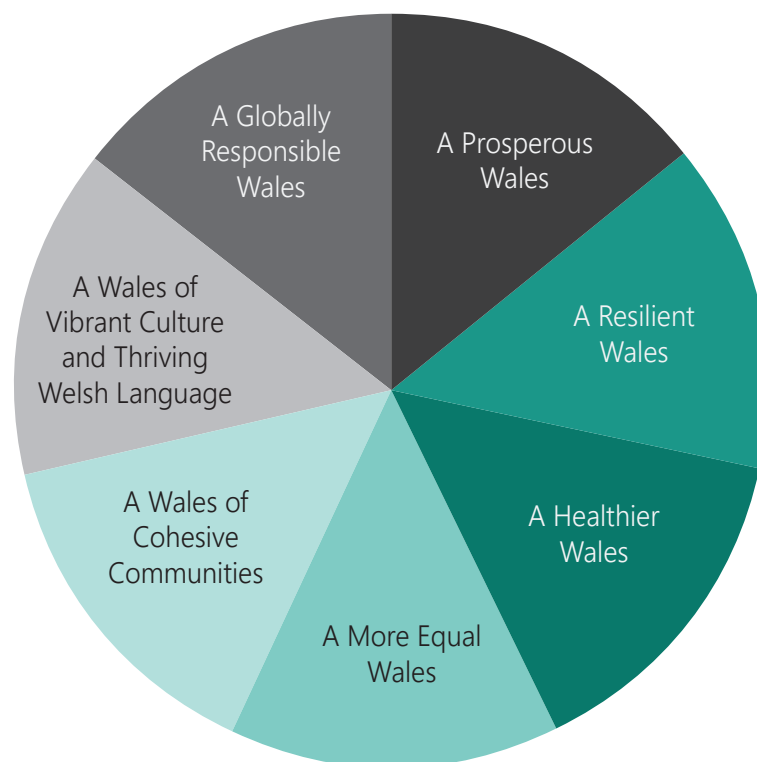 A Globally
Responsible
Wales
A Prosperous
Wales
A Resilient
Wales
A Healthier
Wales
A More Equal
Wales
A Wales of
Cohesive
Communities
A Wales of
Vibrant Culture
and Thriving
Welsh Language